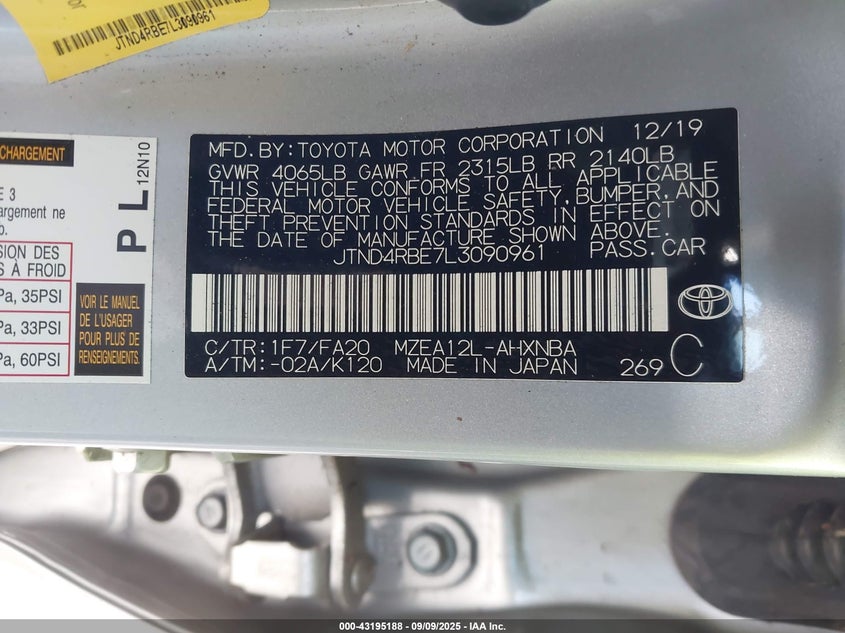 JTND4RBE7L3090961
CHARGEMENT
12N10
P L
E 3
argement ne
b.
SION DES
S À FROID
Pa, 35PSI
Pa, 33PSI
Pa, 60PSI
VOIR LE MANUEL
DE L'USAGER
POUR PLUS DE
RENSEIGNEMENTS
MFD. BY: TOYOTA MOTOR CORPORATION 12/19
GVWR 4065LB GAWR FR 2315LB RR 2140LB
THIS VEHICLE CONFORMS TO ALL APPLICABLE
FEDERAL MOTOR VEHICLE SAFETY, BUMPER, AND
THEFT PREVENTION STANDARDS IN EFFECT ON
THE DATE OF MANUFACTURE SHOWN ABOVE.
JTND4RBE7L3090961 PASS. CAR
C/TR: 1F7/FA20 MZEA12L-AHXNBA
A/TM: -02A/K120 MADE IN JAPAN 269 C
000-43195188 - 09/09/2025 - IAA Inc.